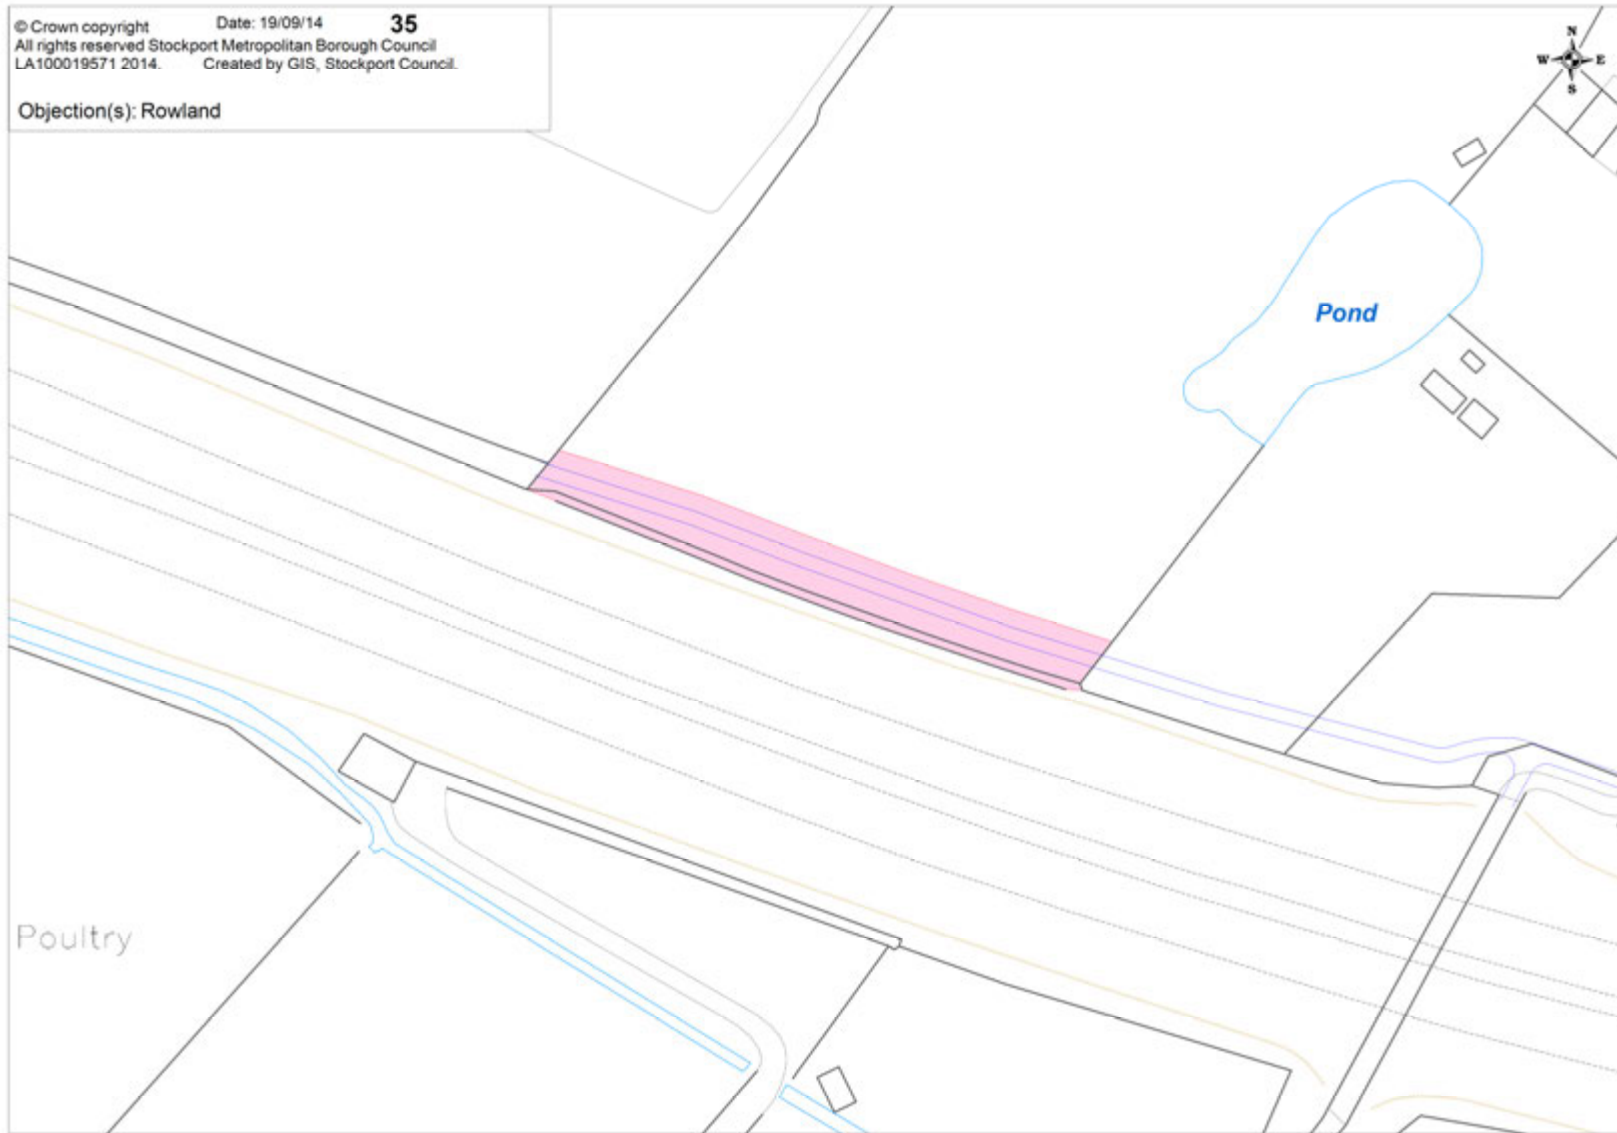 © Crown copyright Date: 19/09/14 35
All rights reserved Stockport Metropolitan Borough Council
LA100019571 2014. Created by GIS, Stockport Council.
Objection(s): Rowland
N
W E
S
Pond
Poultry